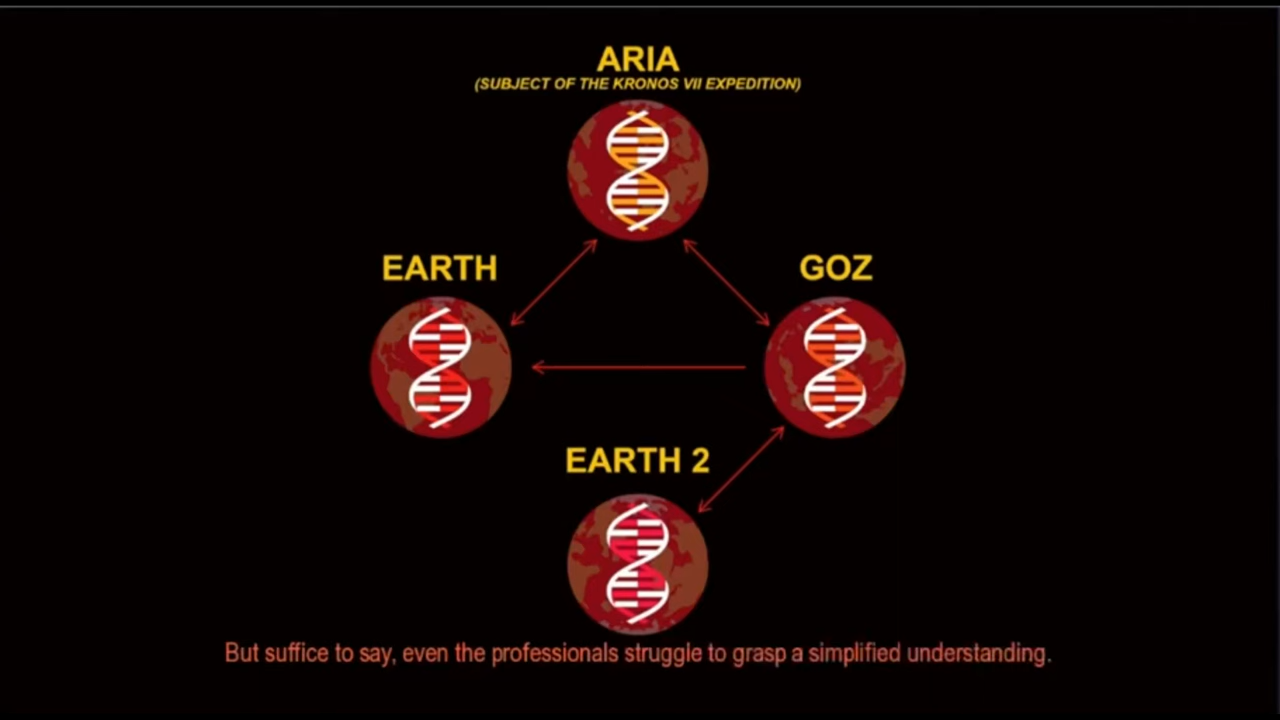 ARIA
(SUBJECT OF THE KRONOS VII EXPEDITION)
EARTH
GOZ
EARTH 2
But suffice to say, even the professionals struggle to grasp a simplified understanding.